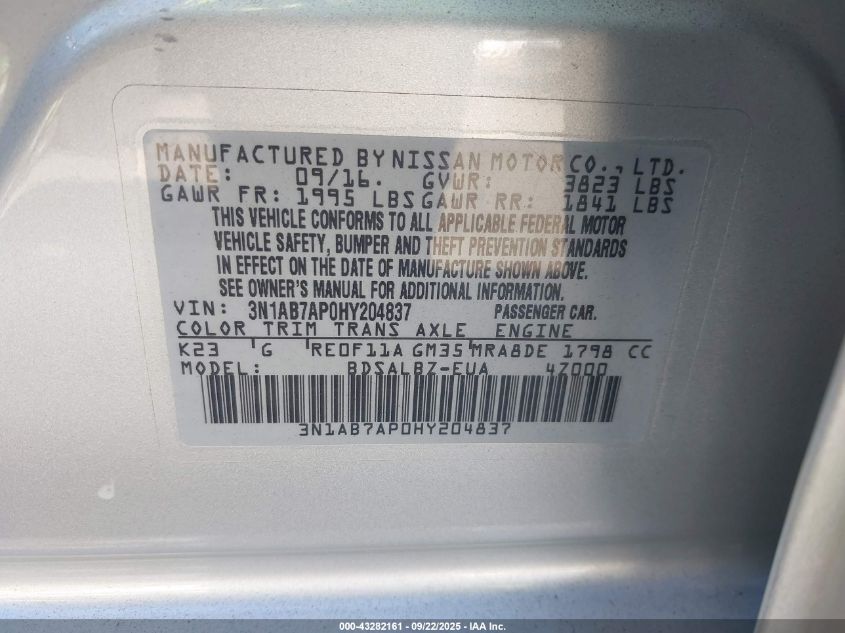 MANUFACTURED BY NISSAN MOTOR CO., LTD.
DATE: 09/16. GVWR: 3823 LBS
GAWR FR: 1995 LBS GAWR RR: 1841 LBS
THIS VEHICLE CONFORMS TO ALL APPLICABLE FEDERAL MOTOR
VEHICLE SAFETY, BUMPER AND THEFT PREVENTION STANDARDS
IN EFFECT ON THE DATE OF MANUFACTURE SHOWN ABOVE.
SEE OWNER'S MANUAL FOR ADDITIONAL INFORMATION.
VIN: 3N1AB7AP0HY204837 PASSENGER CAR.
COLOR TRIM TRANS AXLE ENGINE
K23 G RE0F11A GM35 MRA8DE 1798 CC
MODEL: BDSALBZ-EUA 47000
3N1AB7AP0HY204837
000-43282161 - 09/22/2025 - IAA Inc.